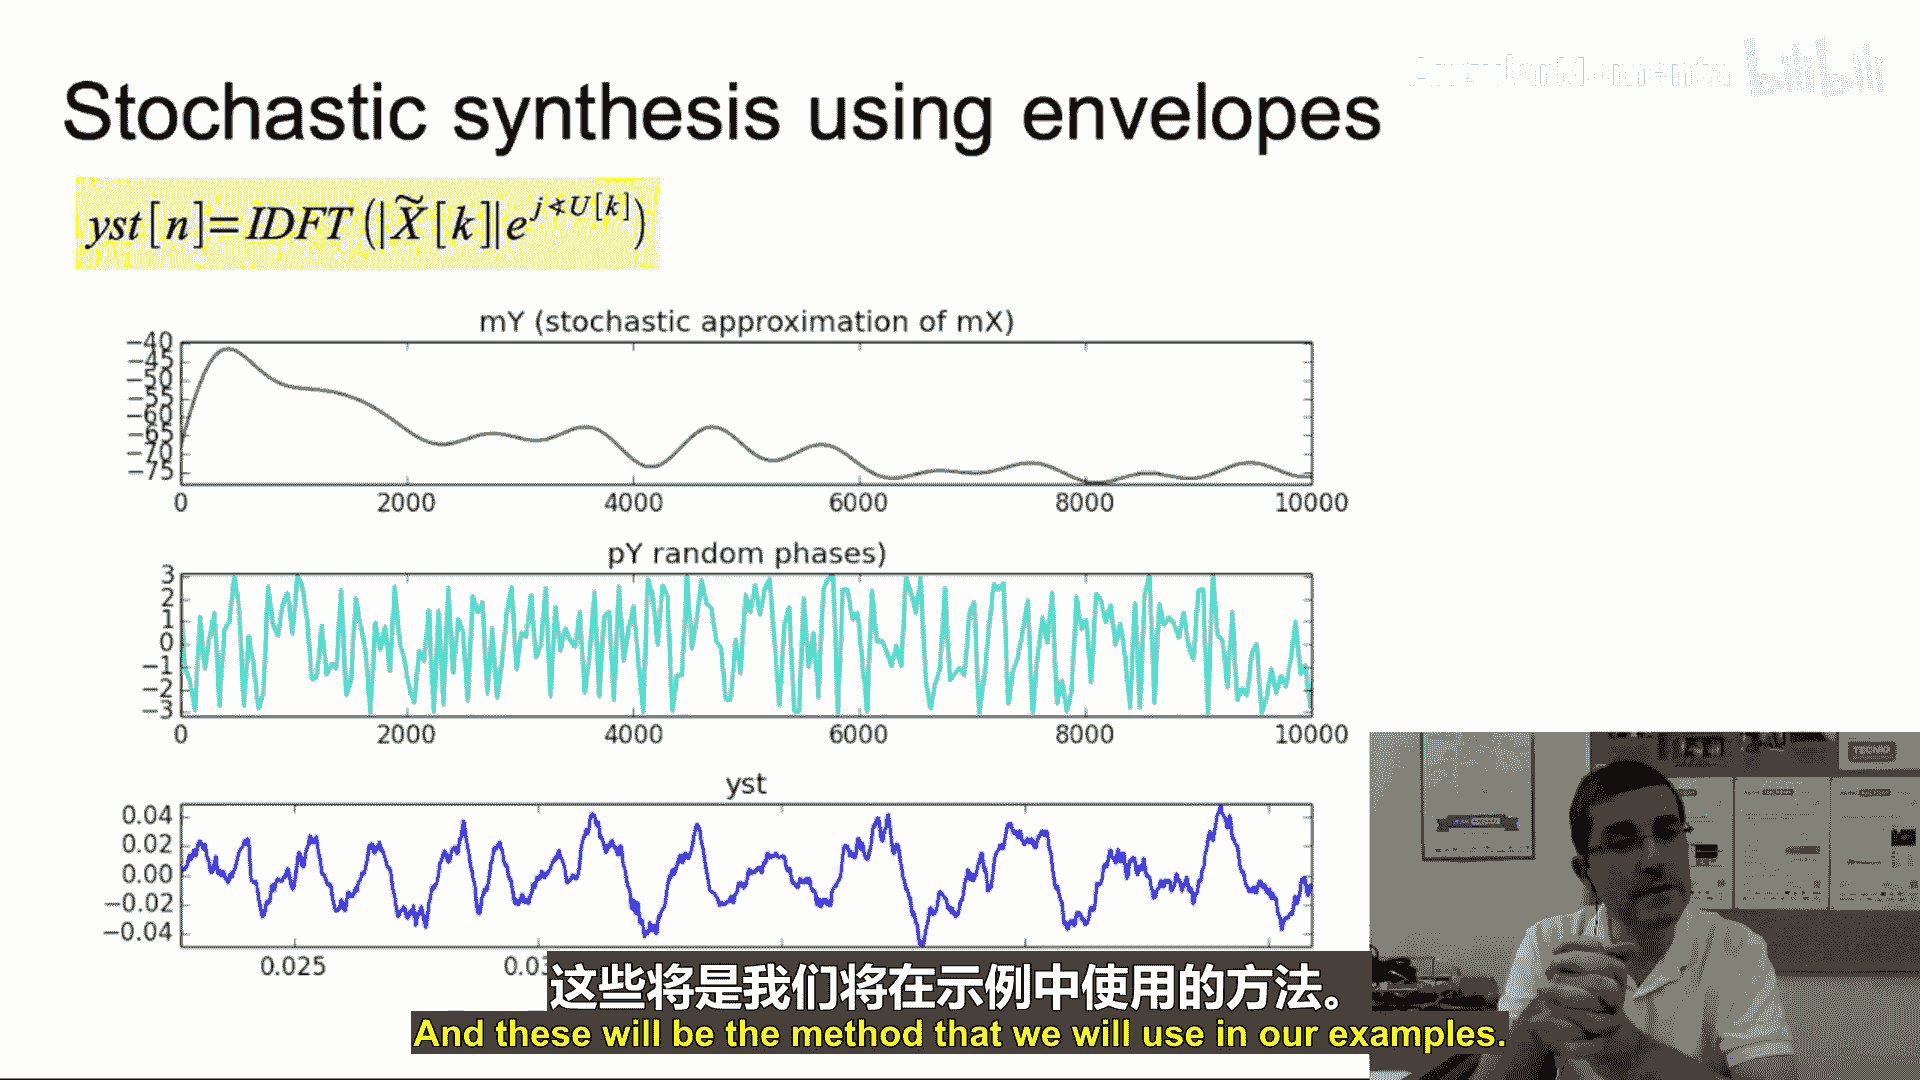 Stochastic synthesis using envelopes
bilibili
yst[n]=IDFT(|X̃[k]|e^{j∢U[k]})
mY (stochastic approximation of mX)
−40
−45
−50
−55
−60
−65
−70
−75
0 2000 4000 6000 8000 10000
pY random phases)
3
2
1
0
−1
−2
−3
0 2000 4000 6000 8000 10000
TECNIO
yst
0.04
0.02
0.00
−0.02
−0.04
0.025 0.03
这些将是我们将在示例中使用的方法。
And these will be the method that we will use in our examples.